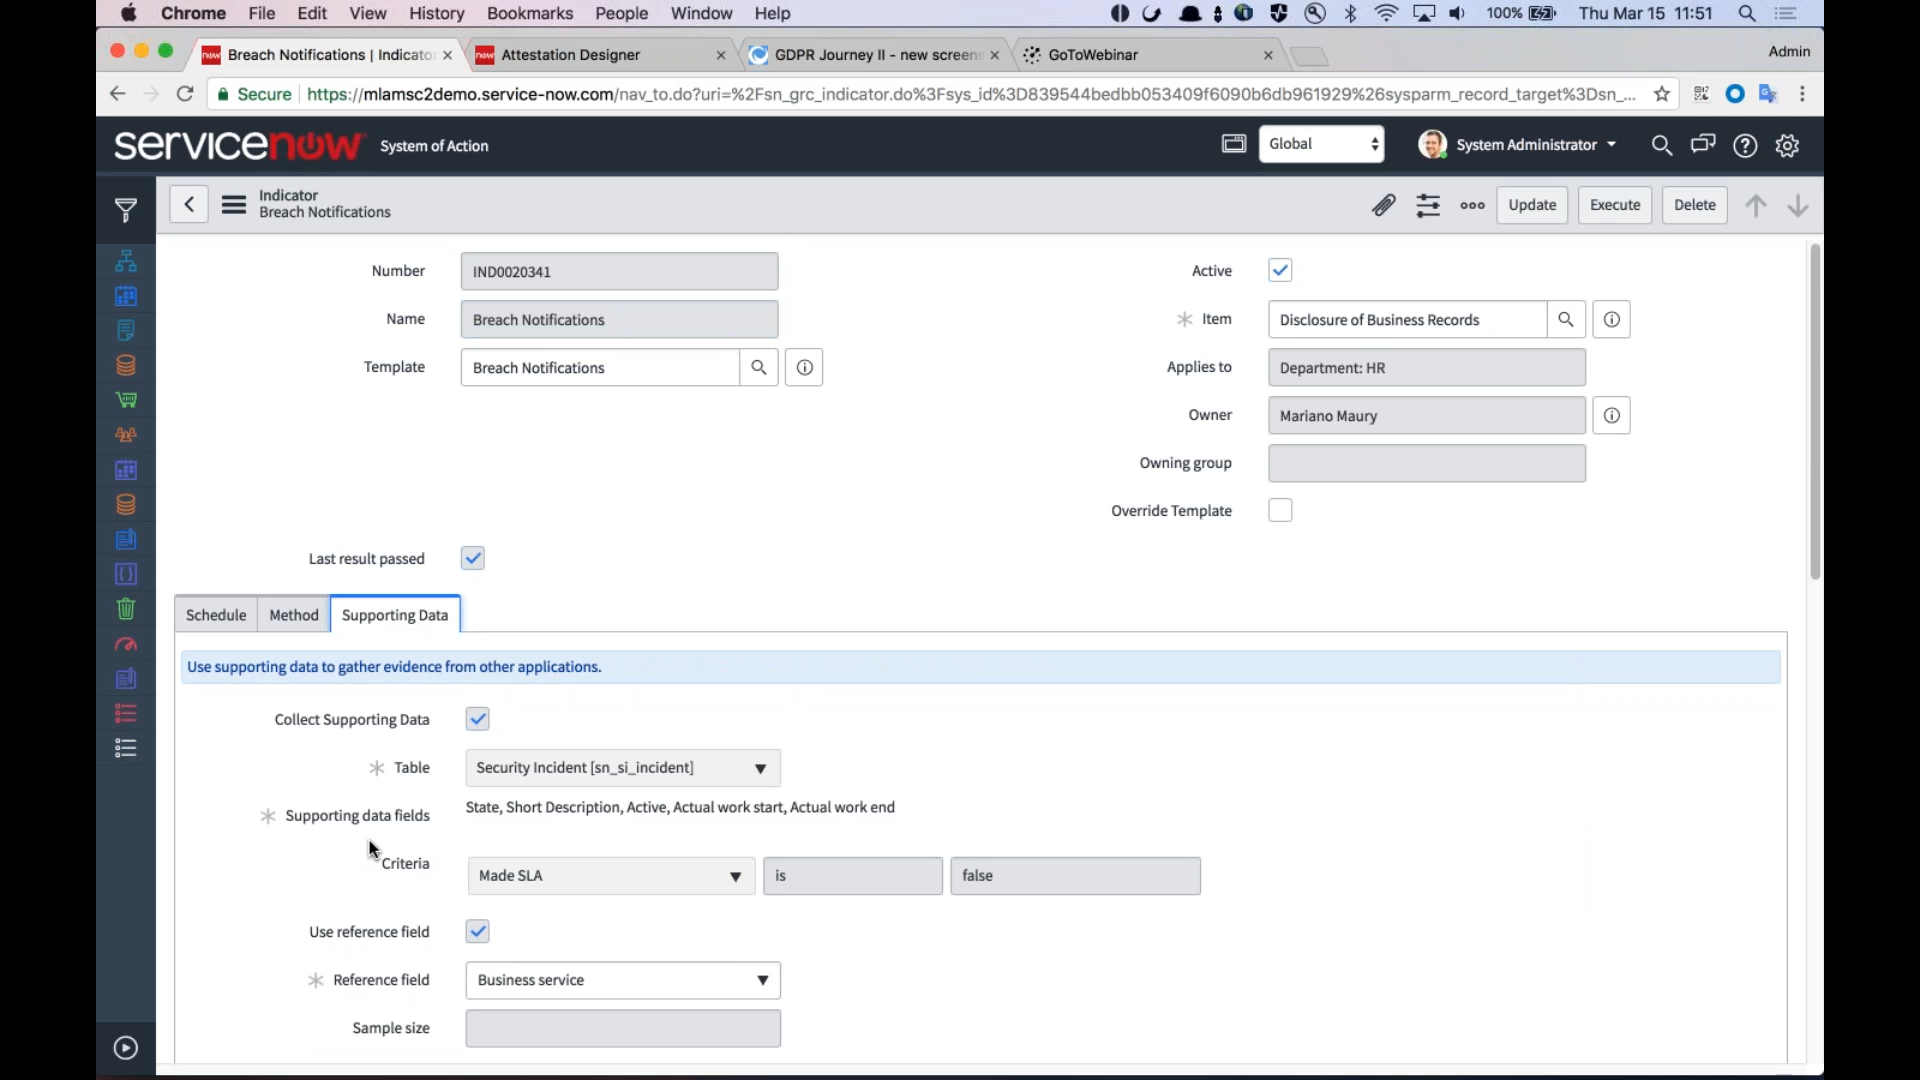 Chrome File Edit View History Bookmarks People Window Help 100% Thu Mar 15 11:51
Breach Notifications | Indicato Attestation Designer GDPR Journey II - new screens GoToWebinar Admin
Secure https://mlamsc2demo.service-now.com/nav_to.do?uri=%2Fsn_grc_indicator.do%3Fsys_id%3D839544bedbb053409f6090b6db961929%26sysparm_record_target%3Dsn_...
servicenow System of Action Global System Administrator
Indicator
Breach Notifications
Update Execute Delete
Number IND0020341 Active
Name Breach Notifications Item Disclosure of Business Records
Template Breach Notifications Applies to Department: HR
Owner Mariano Maury
Owning group
Override Template
Last result passed
Schedule Method Supporting Data
Use supporting data to gather evidence from other applications.
Collect Supporting Data
Table Security Incident [sn_si_incident]
Supporting data fields State, Short Description, Active, Actual work start, Actual work end
Criteria Made SLA is false
Use reference field
Reference field Business service
Sample size